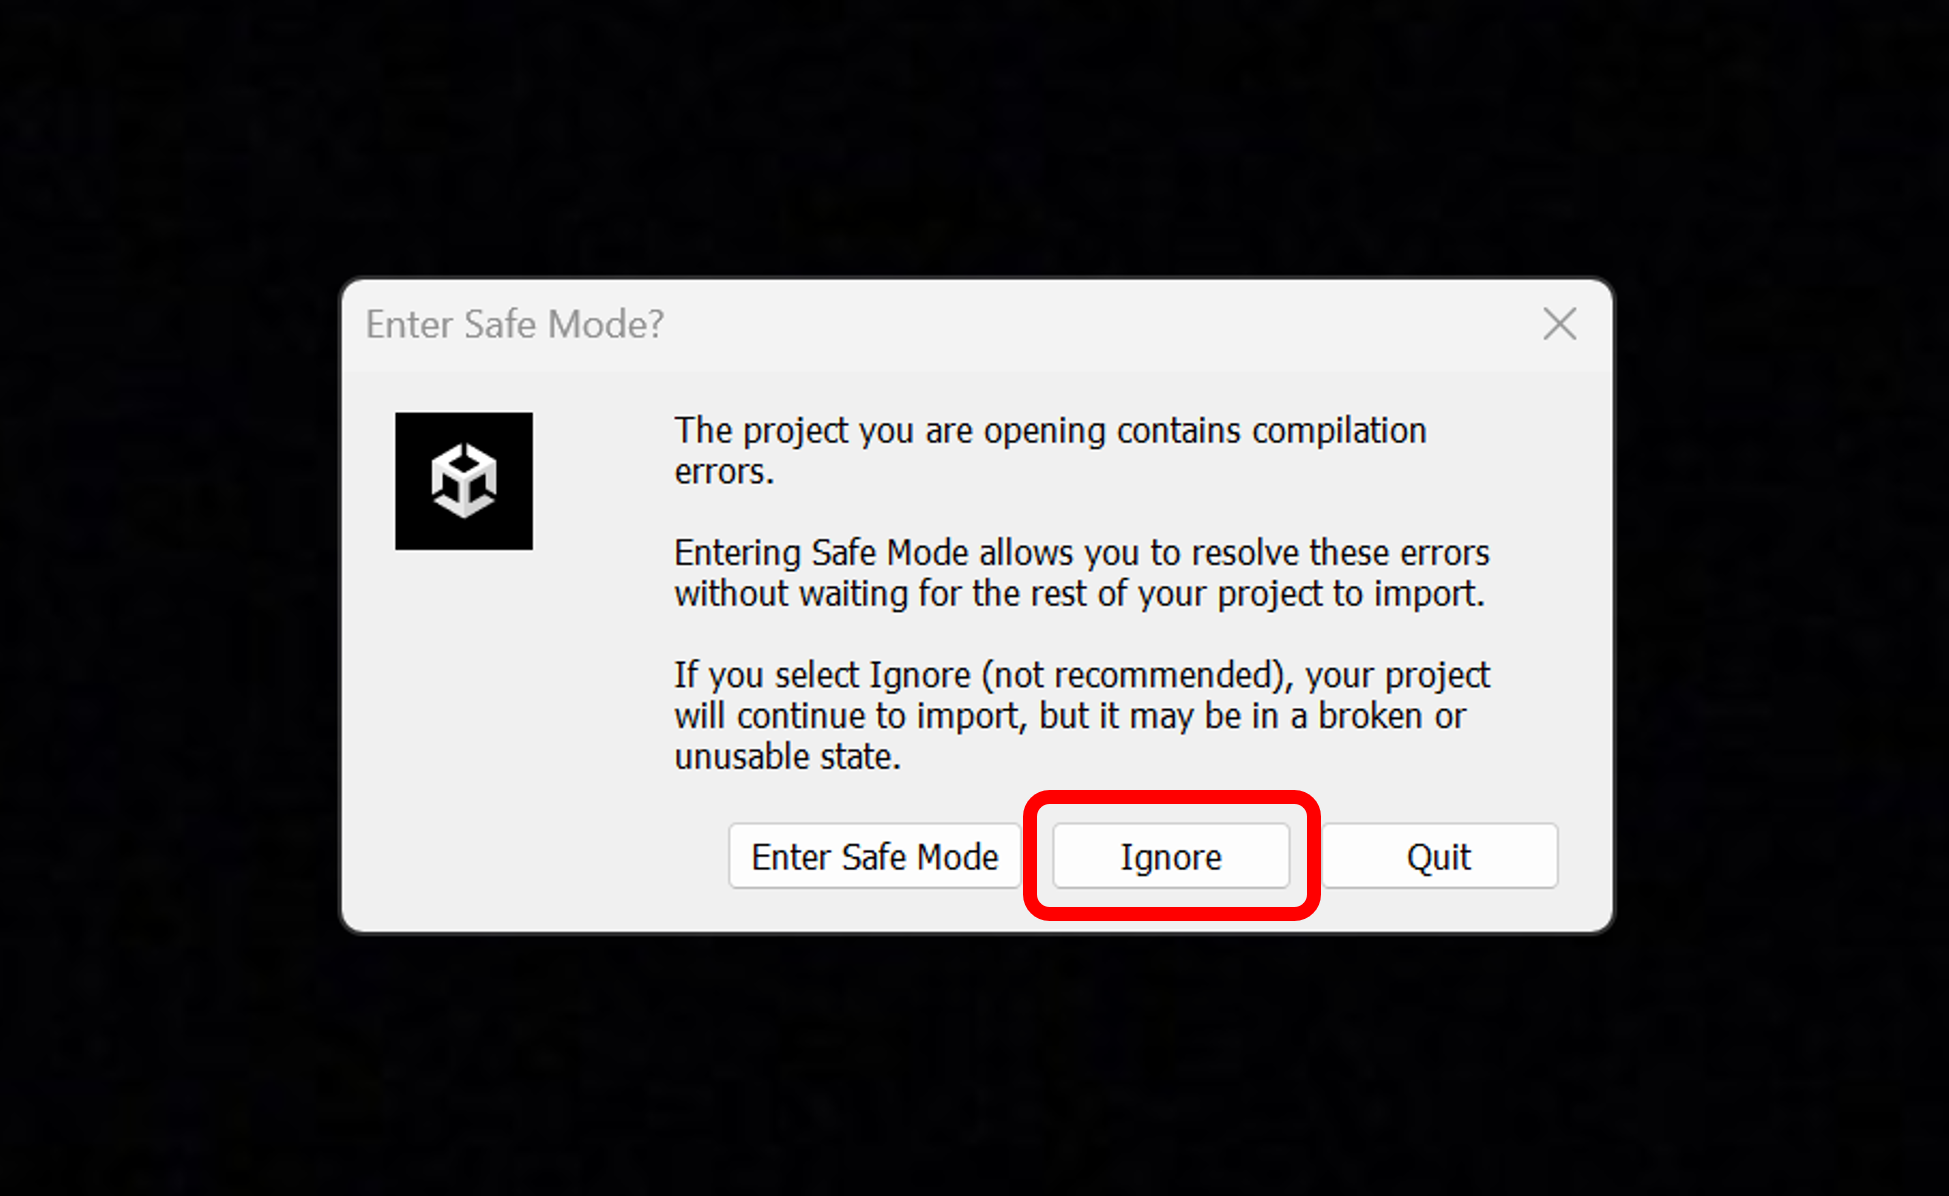 Enter Safe Mode?
The project you are opening contains compilation
errors.
Entering Safe Mode allows you to resolve these errors
without waiting for the rest of your project to import.
If you select Ignore (not recommended), your project
will continue to import, but it may be in a broken or
unusable state.
Enter Safe Mode Ignore Quit